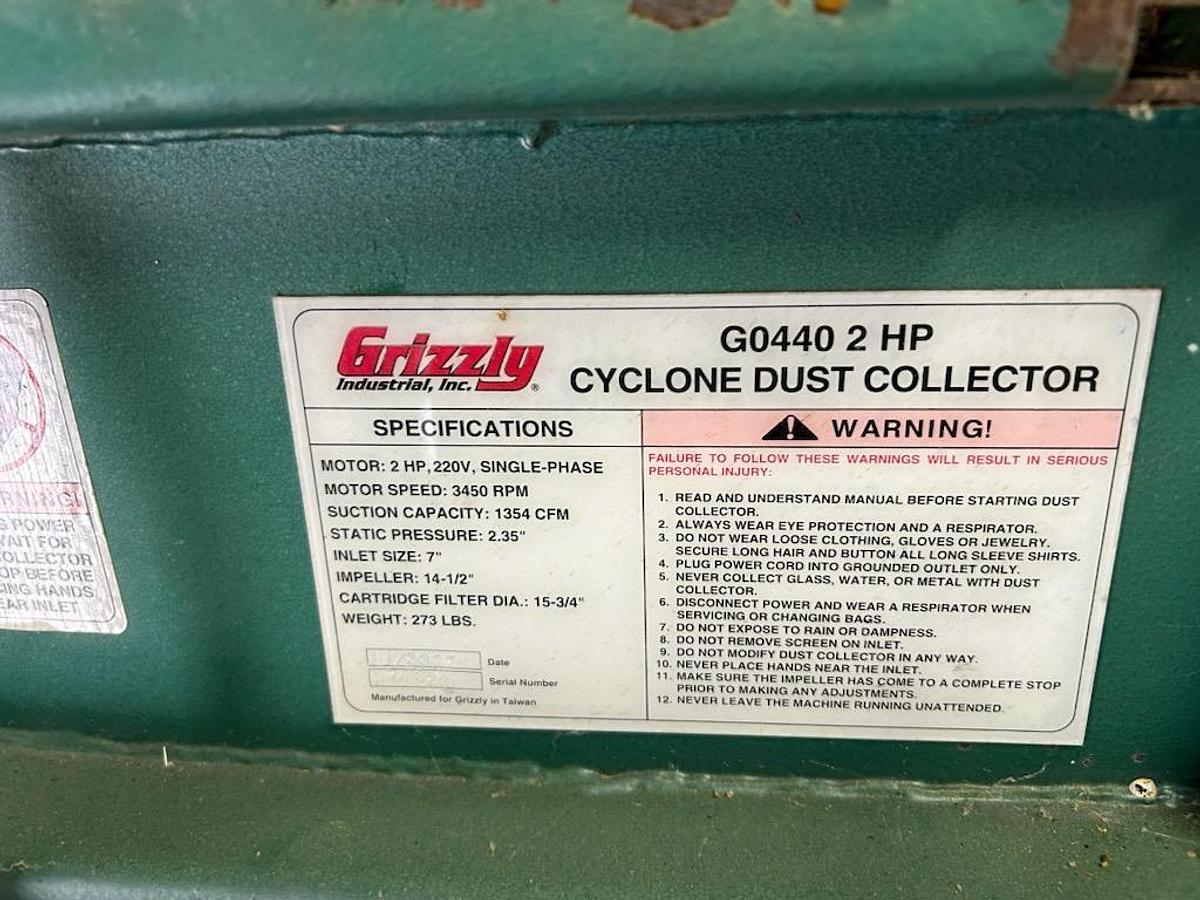 RNING!
S POWER
WAIT FOR
COLLECTOR
OP BEFORE
CING HANDS
EAR INLET
Grizzly
Industrial, Inc.®
G0440 2 HP
CYCLONE DUST COLLECTOR
SPECIFICATIONS
MOTOR: 2 HP, 220V, SINGLE-PHASE
MOTOR SPEED: 3450 RPM
SUCTION CAPACITY: 1354 CFM
STATIC PRESSURE: 2.35"
INLET SIZE: 7"
IMPELLER: 14-1/2"
CARTRIDGE FILTER DIA.: 15-3/4"
WEIGHT: 273 LBS.
Date
Serial Number
Manufactured for Grizzly in Taiwan
WARNING!
FAILURE TO FOLLOW THESE WARNINGS WILL RESULT IN SERIOUS
PERSONAL INJURY:
1. READ AND UNDERSTAND MANUAL BEFORE STARTING DUST
COLLECTOR.
2. ALWAYS WEAR EYE PROTECTION AND A RESPIRATOR.
3. DO NOT WEAR LOOSE CLOTHING, GLOVES OR JEWELRY.
SECURE LONG HAIR AND BUTTON ALL LONG SLEEVE SHIRTS.
4. PLUG POWER CORD INTO GROUNDED OUTLET ONLY.
5. NEVER COLLECT GLASS, WATER, OR METAL WITH DUST
COLLECTOR.
6. DISCONNECT POWER AND WEAR A RESPIRATOR WHEN
SERVICING OR CHANGING BAGS.
7. DO NOT EXPOSE TO RAIN OR DAMPNESS.
8. DO NOT REMOVE SCREEN ON INLET.
9. DO NOT MODIFY DUST COLLECTOR IN ANY WAY.
10. NEVER PLACE HANDS NEAR THE INLET.
11. MAKE SURE THE IMPELLER HAS COME TO A COMPLETE STOP
PRIOR TO MAKING ANY ADJUSTMENTS.
12. NEVER LEAVE THE MACHINE RUNNING UNATTENDED.